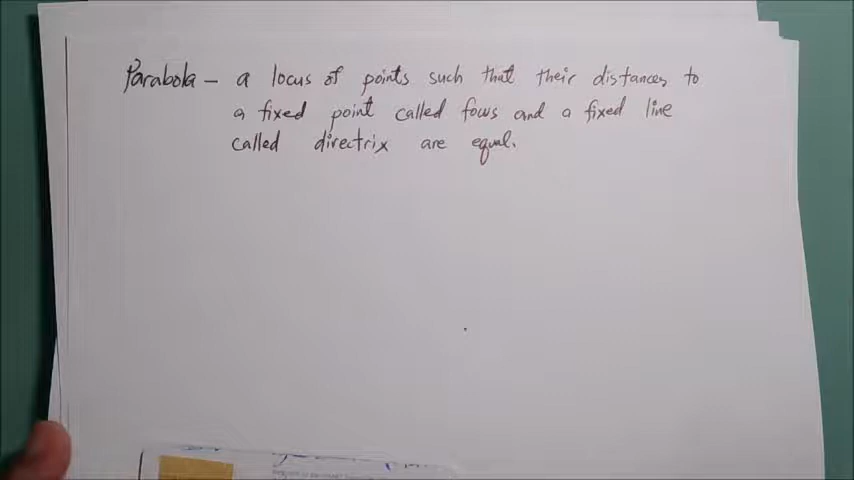 Parabola – a locus of points such that their distances to
a fixed point called focus and a fixed line
called directrix are equal.